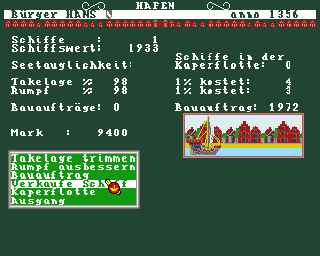 HAFEN
Bürger HANS anno 1356
Schiffe 1
Schiffswert: 1933
Seetauglichkeit:
Takelage % 98
Rumpf % 98
Bauaufträge: 0
Mark : 9400
Schiffe in der
Kaperflotte: 0
1% kostet: 4
1% kostet: 3
Bauauftrag: 1972
Takelage trimmen
Rumpf ausbessern
Bauauftrag
Verkaufe Schiff
Kaperflotte
Ausgang